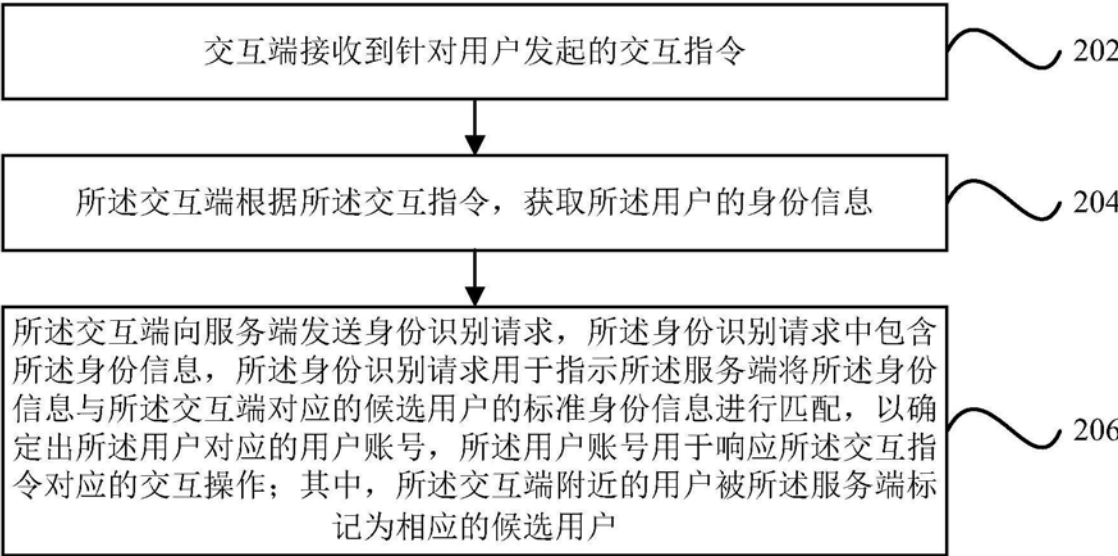 交互端接收到针对用户发起的交互指令
202
所述交互端根据所述交互指令，获取所述用户的身份信息
204
所述交互端向服务端发送身份识别请求，所述身份识别请求中包含
所述身份信息，所述身份识别请求用于指示所述服务端将所述身份
信息与所述交互端对应的候选用户的标准身份信息进行匹配，以确
定出所述用户对应的用户账号，所述用户账号用于响应所述交互指
令对应的交互操作；其中，所述交互端附近的用户被所述服务端标
记为相应的候选用户
206